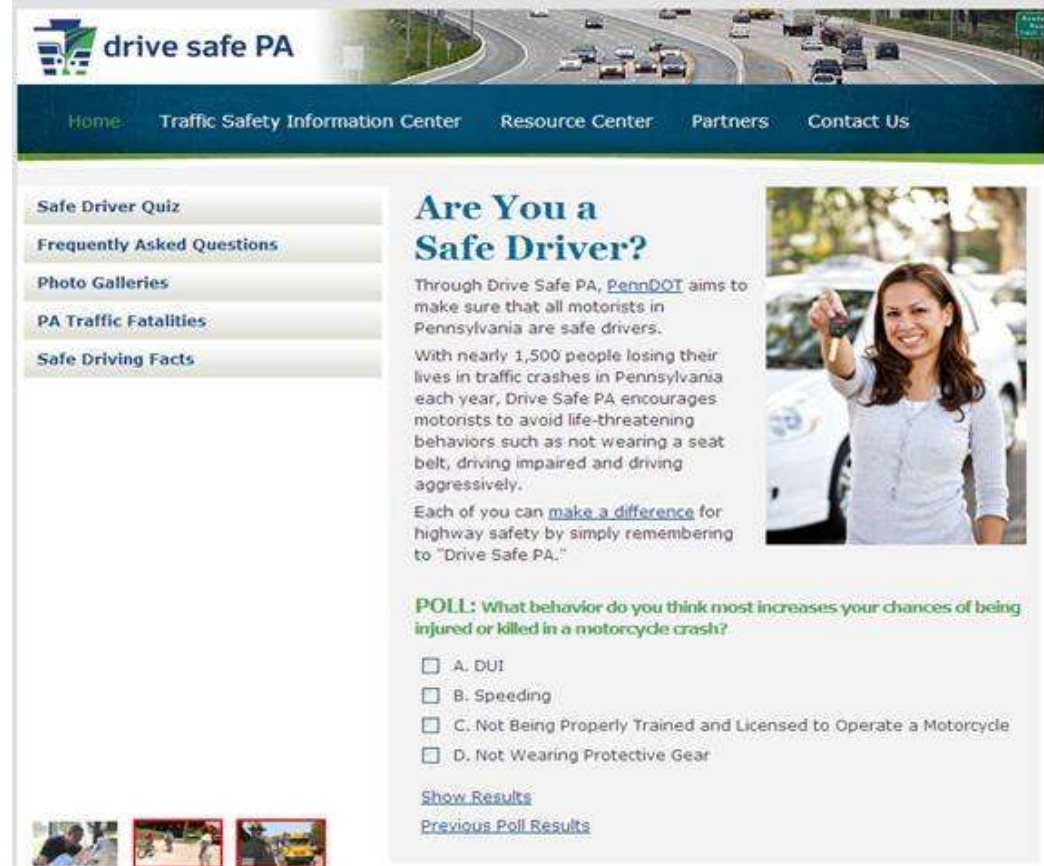 drive safe PA
Home Traffic Safety Information Center Resource Center Partners Contact Us
Safe Driver Quiz
Frequently Asked Questions
Photo Galleries
PA Traffic Fatalities
Safe Driving Facts
Are You a
Safe Driver?
Through Drive Safe PA, PennDOT aims to
make sure that all motorists in
Pennsylvania are safe drivers.
With nearly 1,500 people losing their
lives in traffic crashes in Pennsylvania
each year, Drive Safe PA encourages
motorists to avoid life-threatening
behaviors such as not wearing a seat
belt, driving impaired and driving
aggressively.
Each of you can make a difference for
highway safety by simply remembering
to "Drive Safe PA."
POLL: What behavior do you think most increases your chances of being
injured or killed in a motorcycle crash?
A. DUI
B. Speeding
C. Not Being Properly Trained and Licensed to Operate a Motorcycle
D. Not Wearing Protective Gear
Show Results
Previous Poll Results